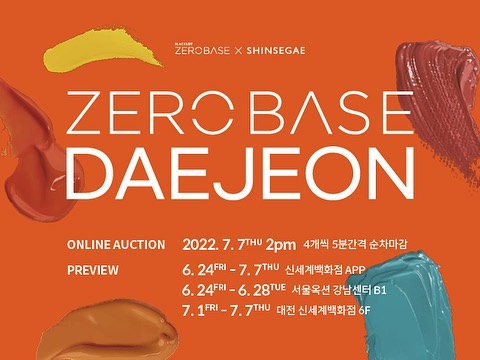 ZEROBASE × SHINSEGAE
ZEROBASE
DAEJEON
ONLINE AUCTION 2022. 7. 7THU 2pm 4개씩 5분간격 순차마감
PREVIEW 6. 24FRI – 7. 7THU 신세계백화점 APP
6. 24FRI – 6. 28TUE 서울옥션 강남센터 B1
7. 1FRI – 7. 7THU 대전 신세계백화점 6F